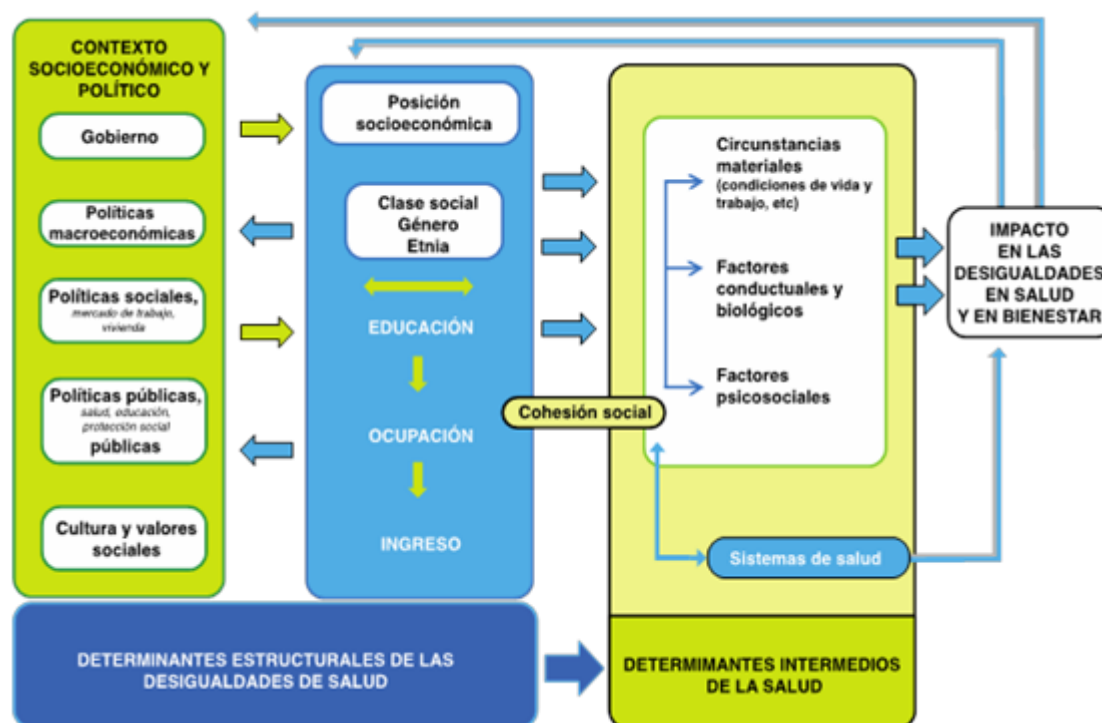 CONTEXTO
SOCIOECONÓMICO Y
POLÍTICO
Gobierno
Políticas
macroeconómicas
Políticas sociales,
mercado de trabajo,
vivienda
Políticas públicas,
salud, educación,
protección social
públicas
Cultura y valores
sociales
Posición
socioeconómica
Clase social
Género
Etnia
EDUCACIÓN
OCUPACIÓN
INGRESO
Cohesión social
Circunstancias
materiales
(condiciones de vida y
trabajo, etc)
Factores
conductuales y
biológicos
Factores
psicosociales
Sistemas de salud
IMPACTO
EN LAS
DESIGUALDADES
EN SALUD
Y EN BIENESTAR
DETERMINANTES ESTRUCTURALES DE LAS
DESIGUALDADES DE SALUD
DETERMIMANTES INTERMEDIOS
DE LA SALUD